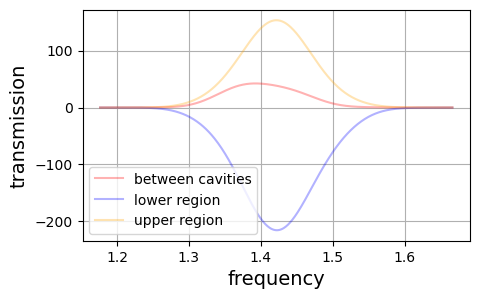 transmission
100
0
−100
−200
between cavities
lower region
upper region
1.2 1.3 1.4 1.5 1.6
frequency